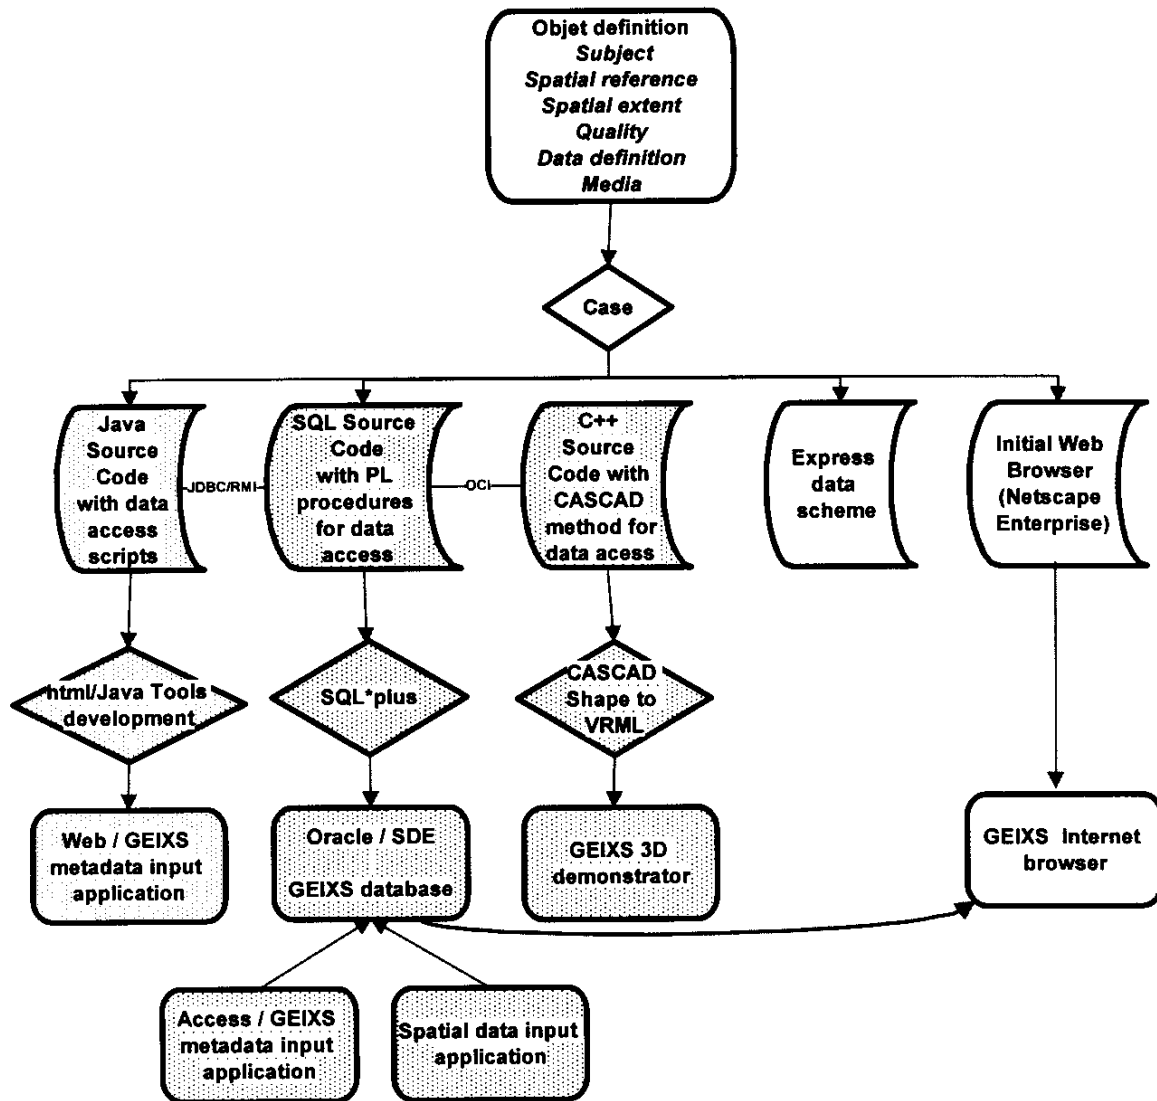 Objet definition
Subject
Spatial reference
Spatial extent
Quality
Data definition
Media
Case
Java
Source
Code
with data
access
scripts
JDBC/RMI
SQL Source
Code
with PL
procedures
for data
access
OCI
C++
Source
Code with
CASCAD
method for
data acess
Express
data
scheme
Initial Web
Browser
(Netscape
Enterprise)
html/Java Tools
development
SQL*plus
CASCAD
Shape to
VRML
Web / GEIXS
metadata input
application
Oracle / SDE
GEIXS database
GEIXS 3D
demonstrator
GEIXS Internet
browser
Access / GEIXS
metadata input
application
Spatial data input
application